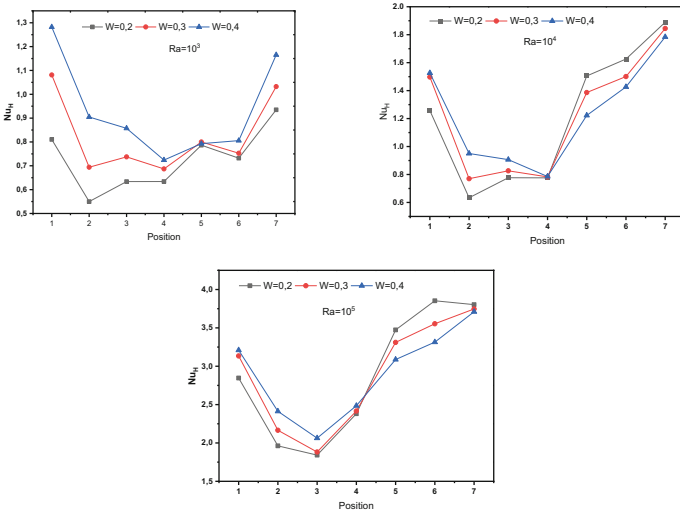 W=0,2 W=0,3 W=0,4
Ra=10³
Nu_H
1,3
1,2
1,1
1,0
0,9
0,8
0,7
0,6
0,5
1 2 3 4 5 6 7
Position
W=0,2 W=0,3 W=0,4
Ra=10⁴
Nu_H
2.0
1.8
1.6
1.4
1.2
1.0
0.8
0.6
1 2 3 4 5 6 7
Position
W=0,2 W=0,3 W=0,4
Ra=10⁵
Nu_H
4,0
3,5
3,0
2,5
2,0
1,5
1 2 3 4 5 6 7
Position